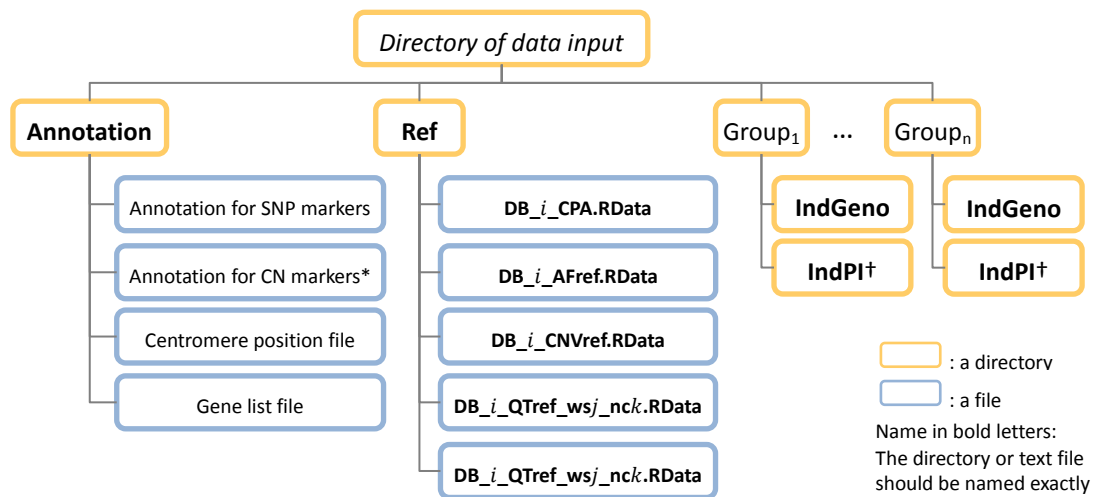 Directory of data input
Annotation
Ref
Group₁
...
Groupₙ
Annotation for SNP markers
Annotation for CN markers*
Centromere position file
Gene list file
DB_i_CPA.RData
DB_i_AFref.RData
DB_i_CNVref.RData
DB_i_QTref_wsj_nck.RData
DB_i_QTref_wsj_nck.RData
IndGeno
IndPI†
IndGeno
IndPI†
: a directory
: a file
Name in bold letters:
The directory or text file
should be named exactly